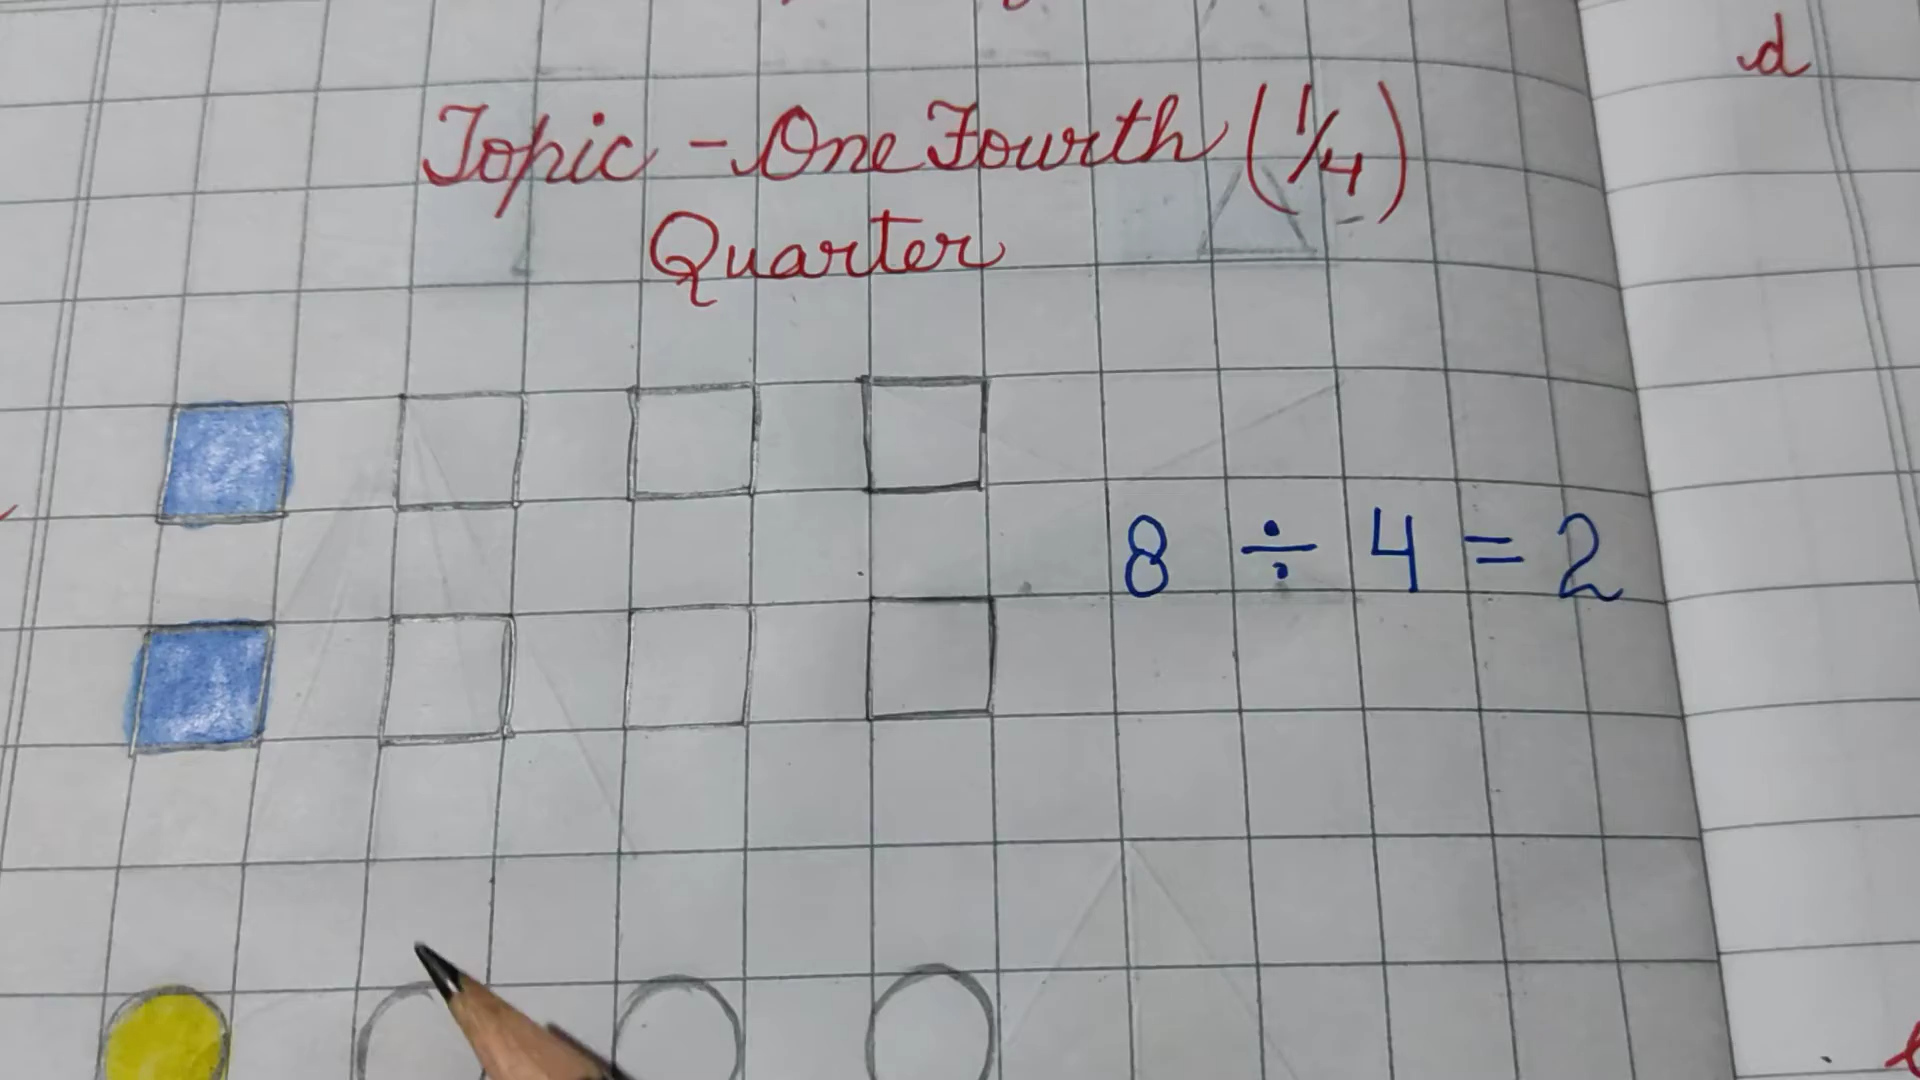 d
Topic - One Fourth (1/4)
Quarter
8 ÷ 4 = 2